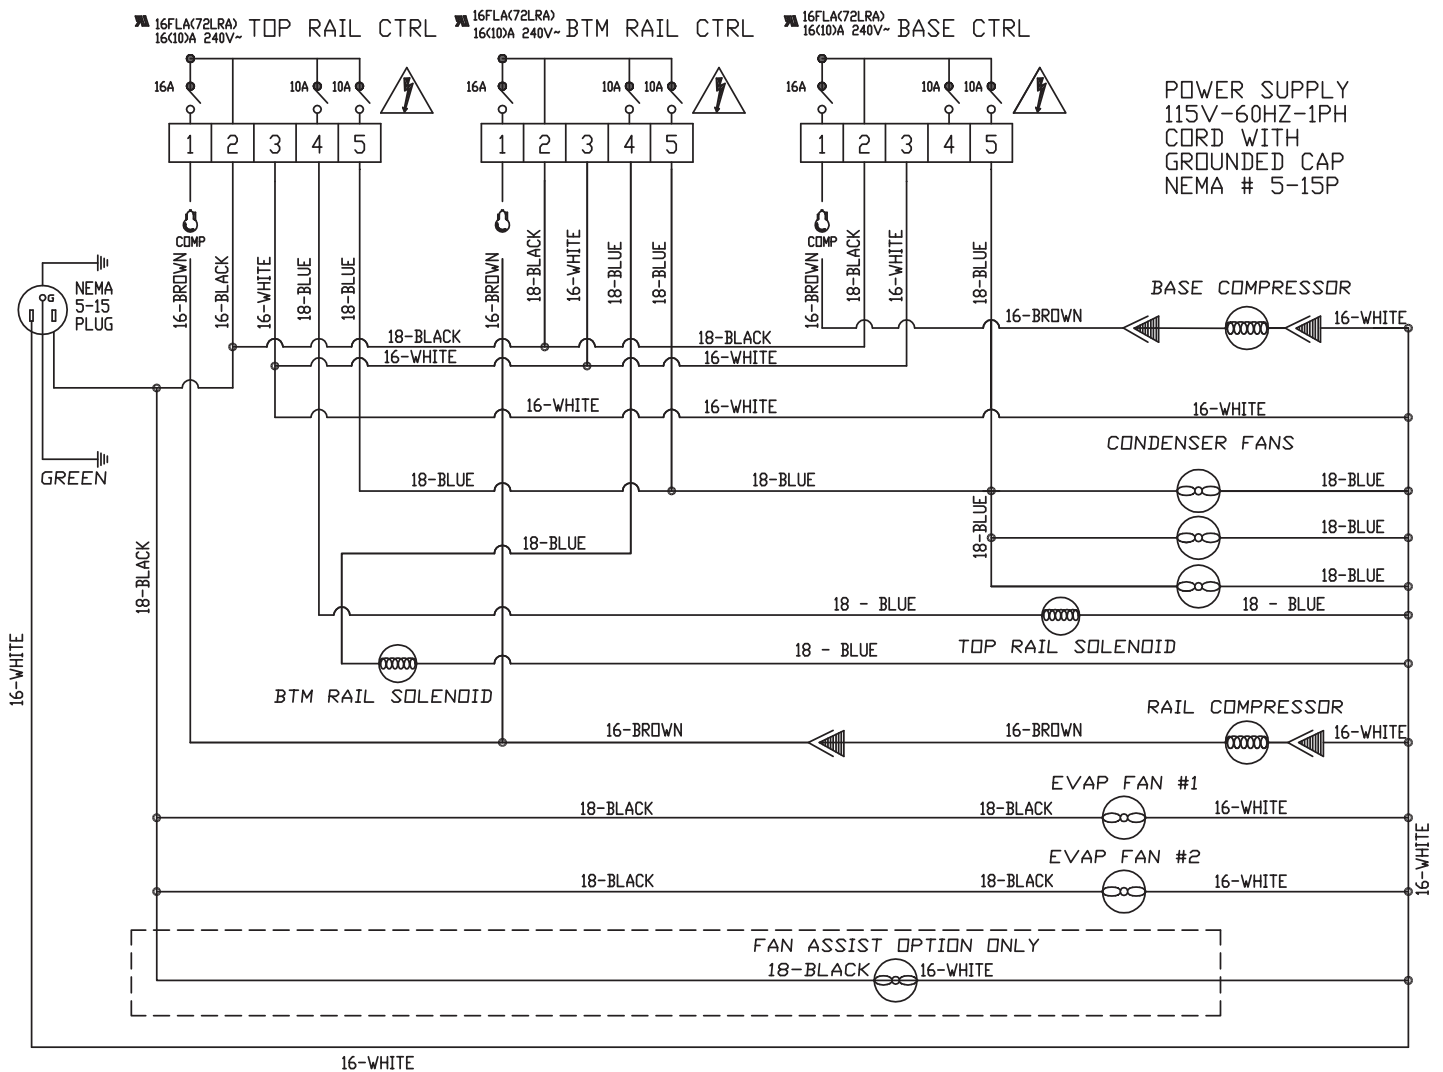 16FLA(72LRA)
16(10)A 240V~
TOP RAIL CTRL
16FLA(72LRA)
16(10)A 240V~
BTM RAIL CTRL
16FLA(72LRA)
16(10)A 240V~
BASE CTRL
16A
10A
10A
16A
10A
10A
16A
10A
10A
POWER SUPPLY
115V-60HZ-1PH
CORD WITH
GROUNDED CAP
NEMA # 5-15P
1 2 3 4 5
1 2 3 4 5
1 2 3 4 5
COMP
COMP
16-BROWN
16-BLACK
16-WHITE
18-BLUE
18-BLUE
16-BROWN
18-BLACK
16-WHITE
18-BLUE
18-BLUE
16-BROWN
18-BLACK
16-WHITE
18-BLUE
G
NEMA
5-15
PLUG
BASE COMPRESSOR
16-BROWN
16-WHITE
18-BLACK
18-BLACK
16-WHITE
16-WHITE
16-WHITE
16-WHITE
16-WHITE
CONDENSER FANS
GREEN
18-BLUE
18-BLUE
18-BLUE
18-BLUE
18-BLUE
18-BLUE
18-BLUE
18-BLACK
18 - BLUE
18 - BLUE
TOP RAIL SOLENOID
18 - BLUE
16-WHITE
BTM RAIL SOLENOID
RAIL COMPRESSOR
16-BROWN
16-BROWN
16-WHITE
EVAP FAN #1
18-BLACK
18-BLACK
16-WHITE
EVAP FAN #2
18-BLACK
18-BLACK
16-WHITE
16-WHITE
FAN ASSIST OPTION ONLY
18-BLACK
16-WHITE
16-WHITE